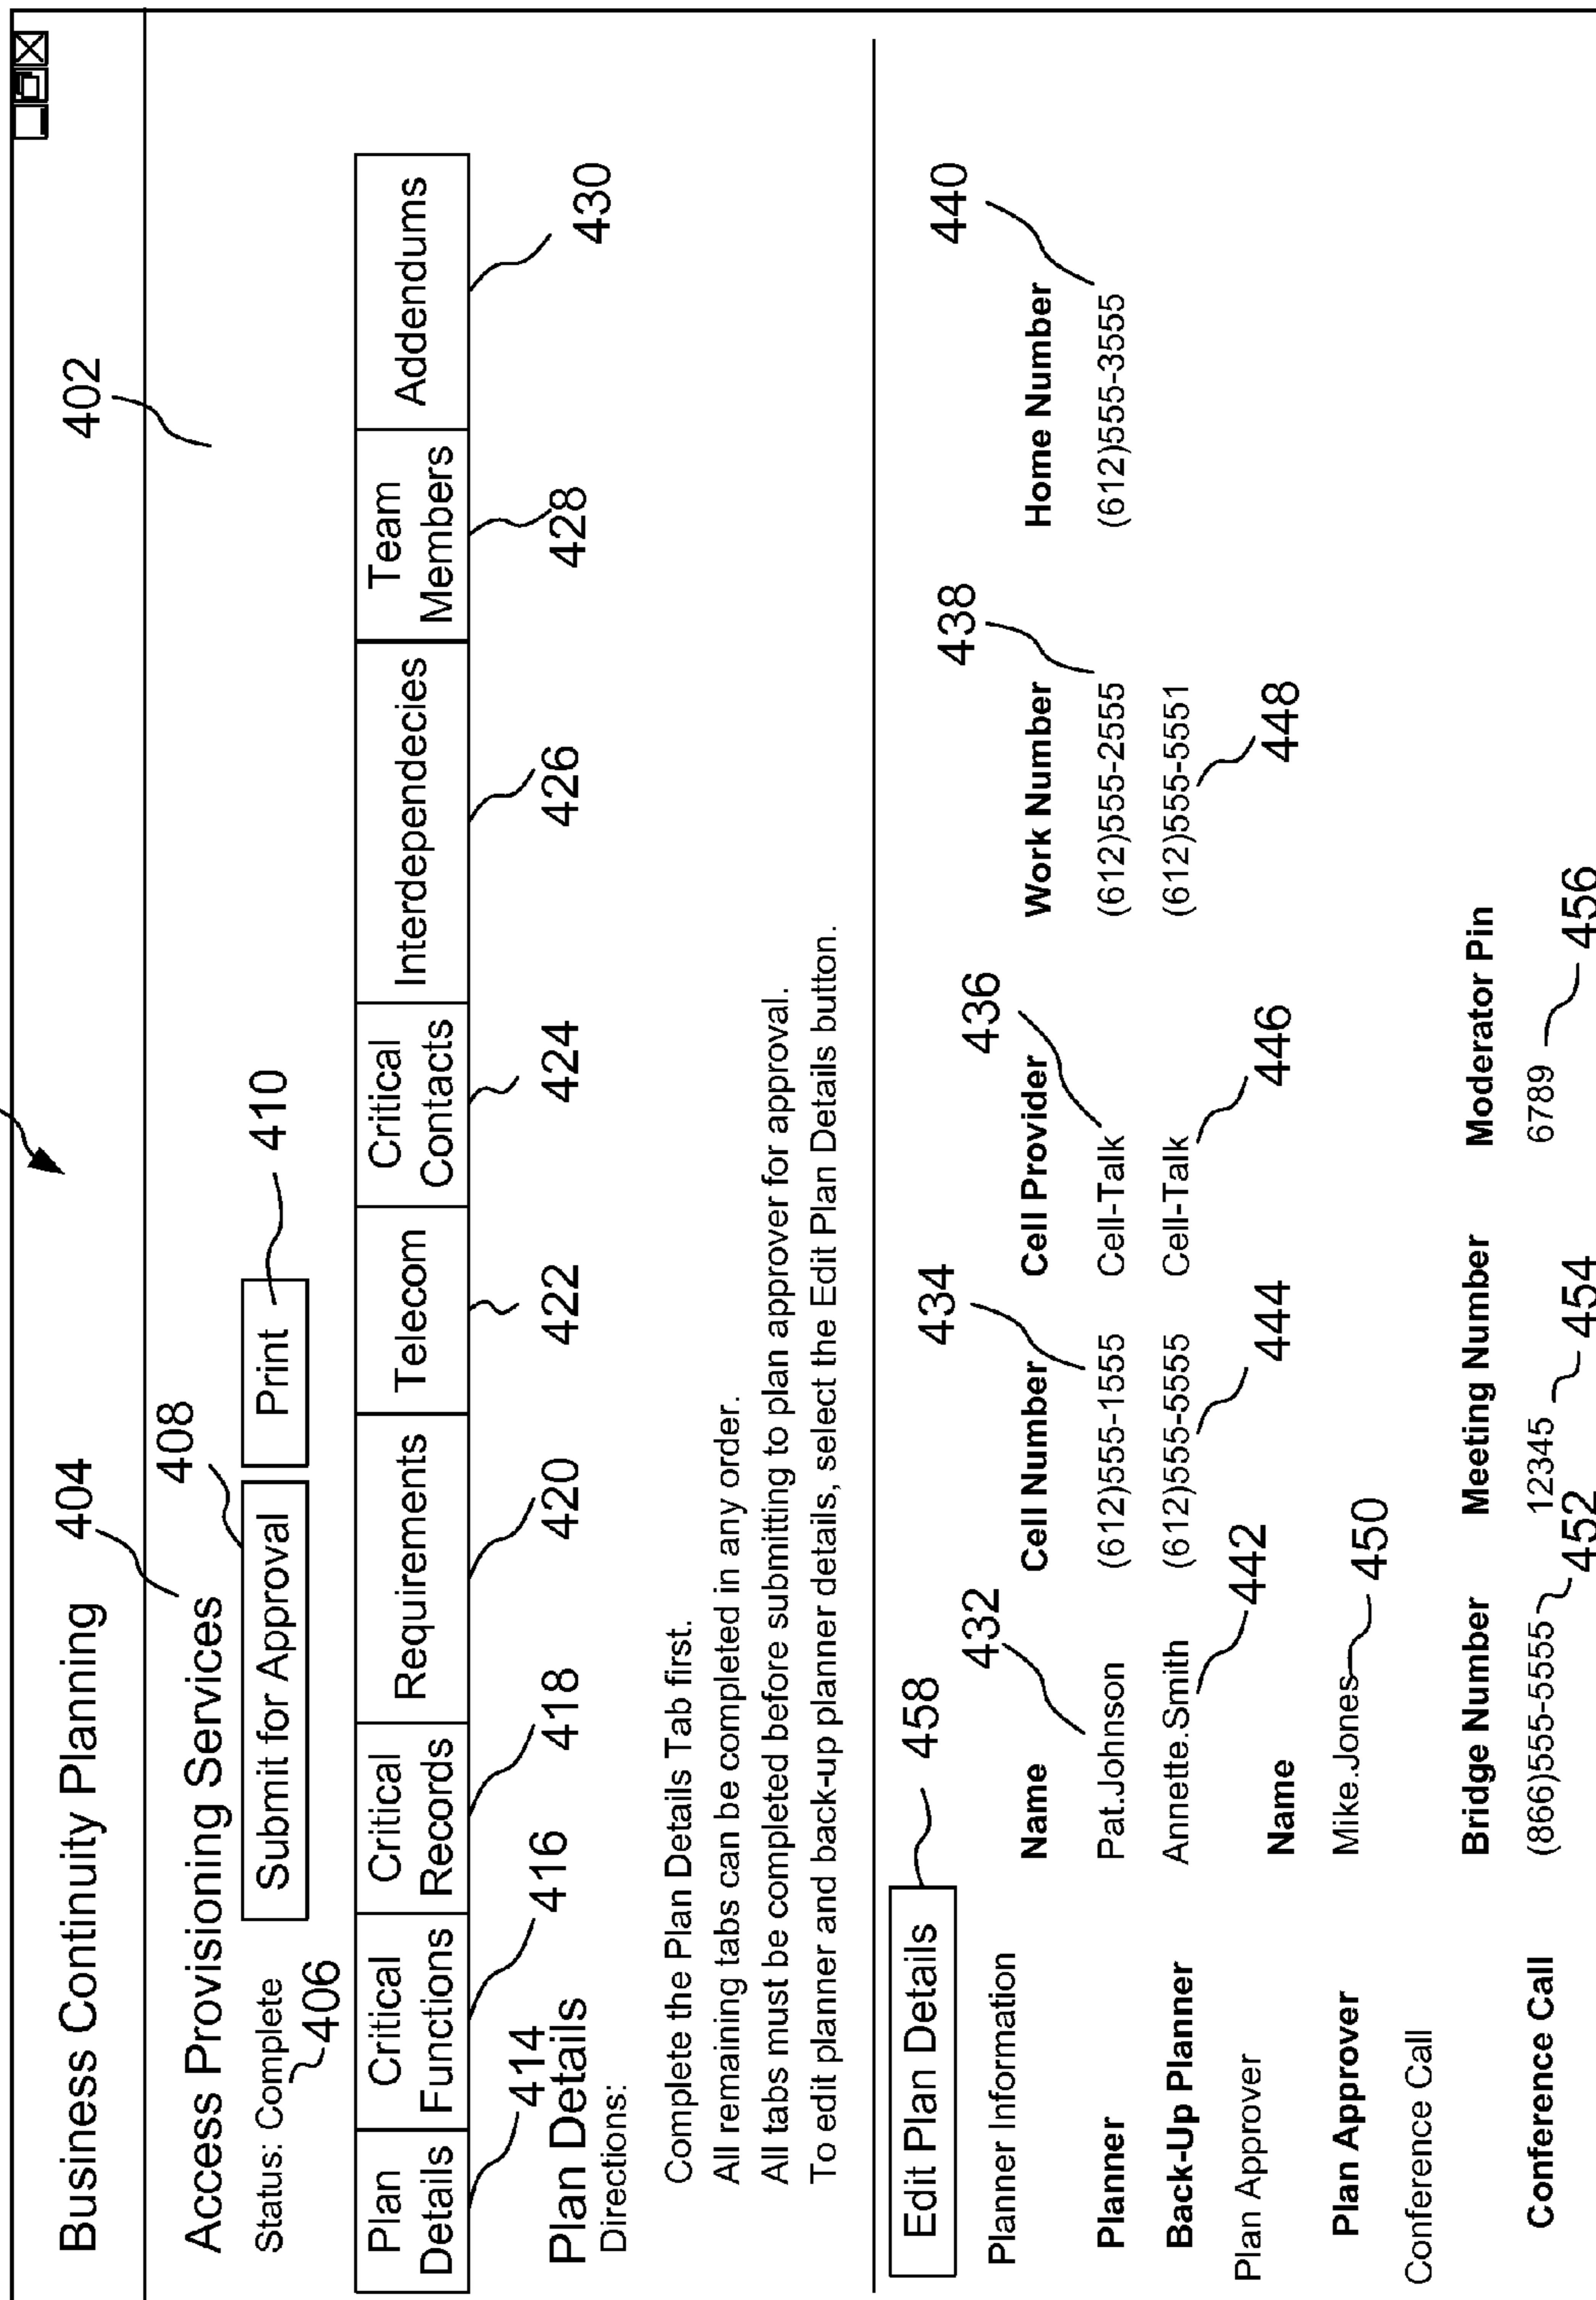 Business Continuity Planning
402
404
Access Provisioning Services
Status: Complete
406
Submit for Approval
408
Print
410
Plan Details
Critical Functions
Critical Records
Requirements
Telecom
Critical Contacts
Interdependecies
Team Members
Addendums
414
416
418
420
422
424
426
428
430
Plan Details
Directions:
Complete the Plan Details Tab first.
All remaining tabs can be completed in any order.
All tabs must be completed before submitting to plan approver for approval.
To edit planner and back-up planner details, select the Edit Plan Details button.
Edit Plan Details
458
432
434
436
438
440
Planner Information
Name Cell Number Cell Provider Work Number Home Number
Planner Pat.Johnson (612)555-1555 Cell-Talk (612)555-2555 (612)555-3555
Back-Up Planner Annette.Smith (612)555-5555 Cell-Talk (612)555-5551
442
444
446
448
Plan Approver
Name
Plan Approver Mike.Jones
450
Conference Call
Bridge Number Meeting Number Moderator Pin
Conference Call (866)555-5555 12345 6789
452
454
456